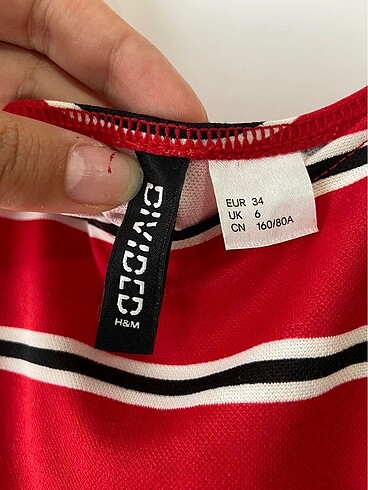 DIVIDED
H&M
EUR 34
UK 6
CN 160/80A